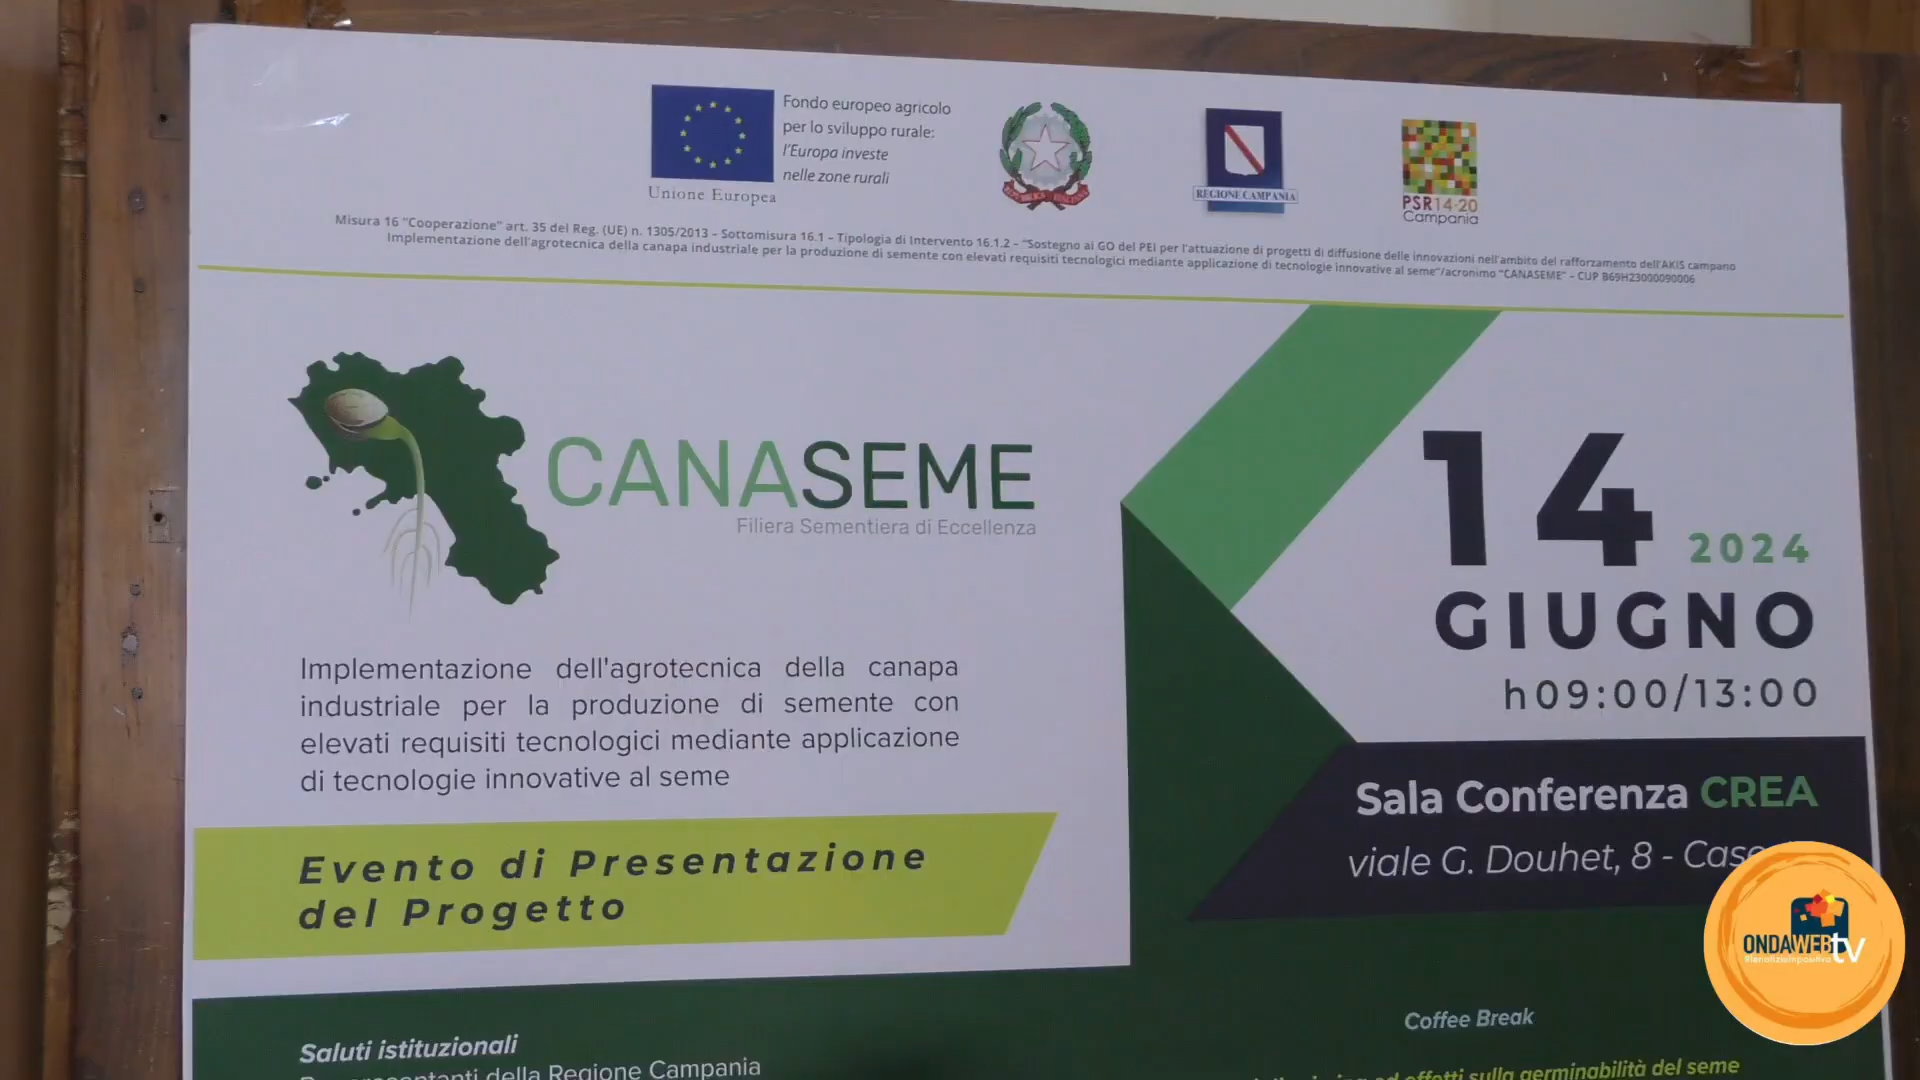 Fondo europeo agricolo
per lo sviluppo rurale:
l'Europa investe
nelle zone rurali
Unione Europea
REGIONE CAMPANIA
PSR14-20
Campania
Misura 16 "Cooperazione" art. 35 del Reg. (UE) n. 1305/2013 – Sottomisura 16.1 – Tipologia di Intervento 16.1.2 – "Sostegno ai GO del PEI per l'attuazione di progetti di diffusione delle innovazioni nell'ambito del rafforzamento dell'AKIS campano
Implementazione dell'agrotecnica della canapa industriale per la produzione di semente con elevati requisiti tecnologici mediante applicazione di tecnologie innovative al seme"/acronimo "CANASEME" – CUP B69H23000090006
CANASEME
Filiera Sementiera di Eccellenza
Implementazione dell'agrotecnica della canapa
industriale per la produzione di semente con
elevati requisiti tecnologici mediante applicazione
di tecnologie innovative al seme
Evento di Presentazione
del Progetto
14 2024
GIUGNO
h09:00/13:00
Sala Conferenza CREA
viale G. Douhet, 8 -
Saluti istituzionali
della Regione Campania
Coffee Break
effetti sulla germinabilità del seme
ONDAWEBTV